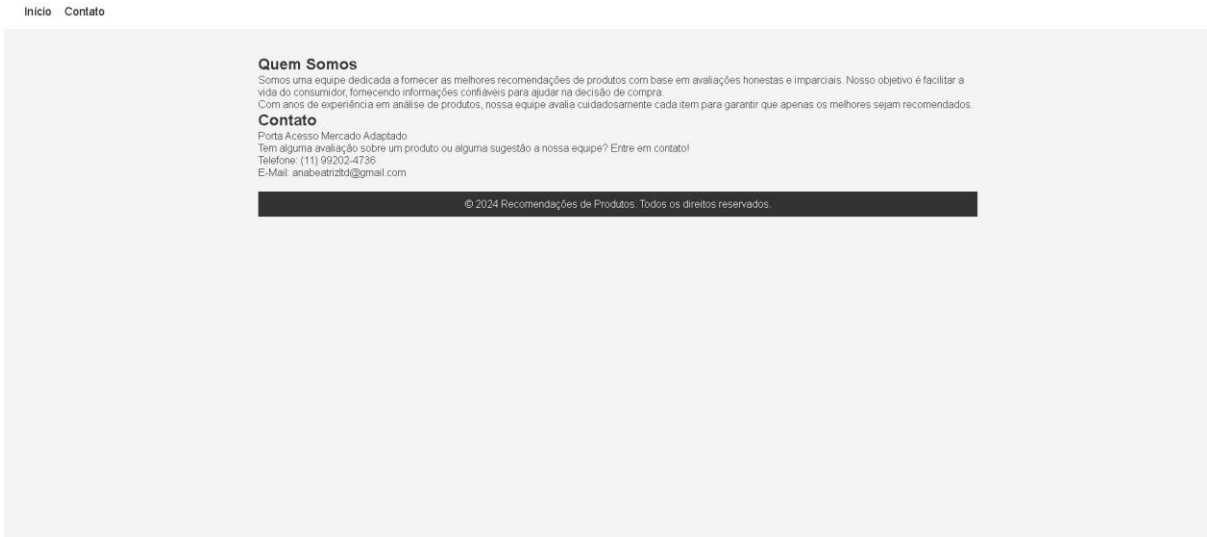 Início Contato
Quem Somos
Somos uma equipe dedicada a fornecer as melhores recomendações de produtos com base em avaliações honestas e imparciais. Nosso objetivo é facilitar a
vida do consumidor, fornecendo informações confiáveis para ajudar na decisão de compra.
Com anos de experiência em análise de produtos, nossa equipe avalia cuidadosamente cada item para garantir que apenas os melhores sejam recomendados.
Contato
Porta Acesso Mercado Adaptado
Tem alguma avaliação sobre um produto ou alguma sugestão a nossa equipe? Entre em contato!
Telefone: (11) 99202-4736
E-Mail: anabeatrizltd@gmail.com
© 2024 Recomendações de Produtos. Todos os direitos reservados.